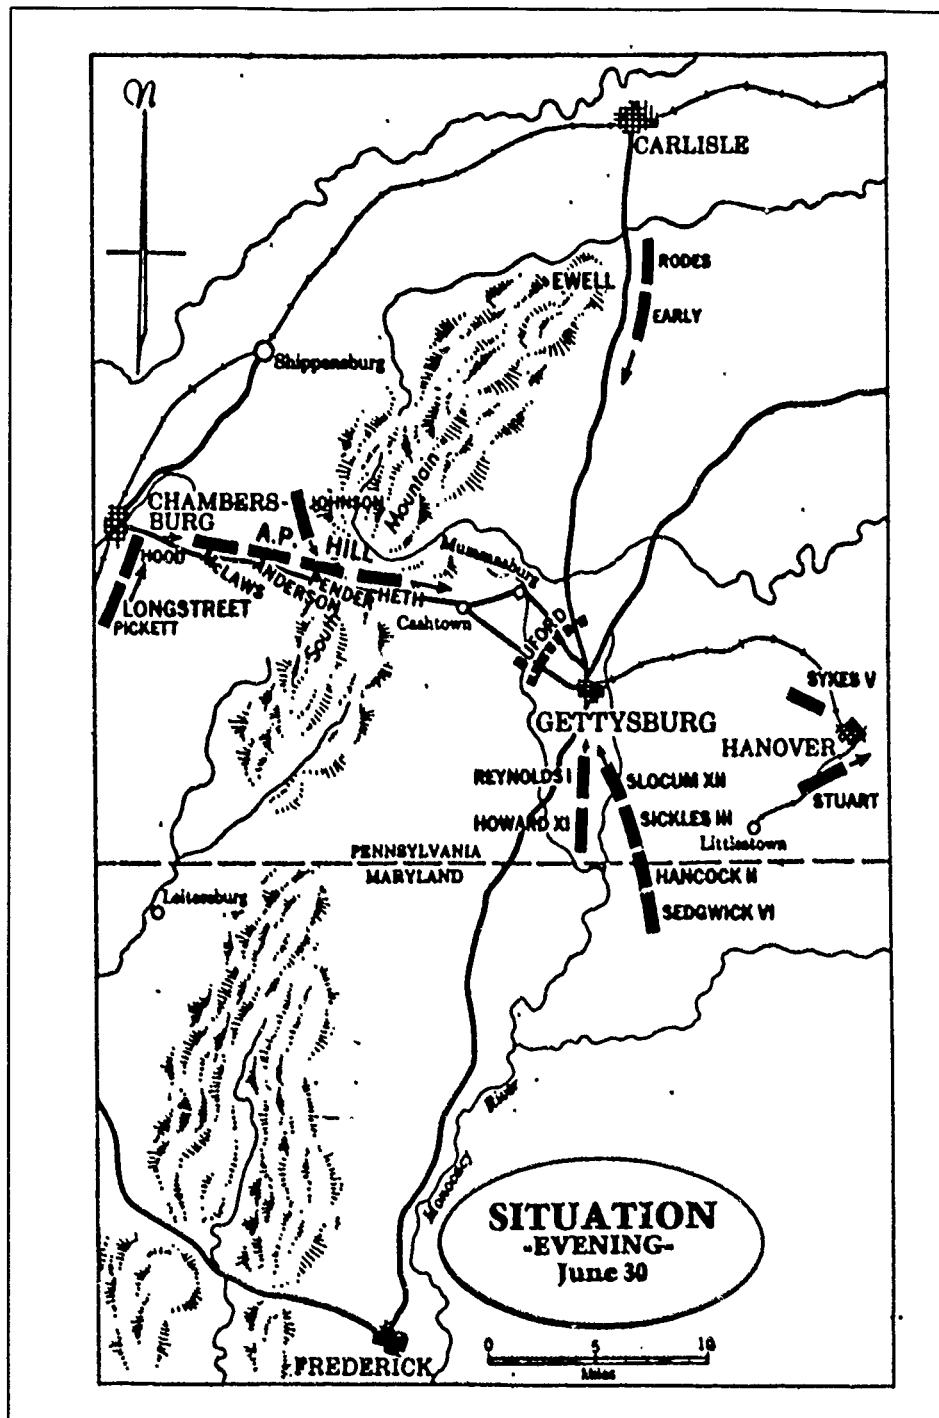 N
CARLISLE
RODES
EWELL
EARLY
Shippensburg
Mountain
CHAMBERS-
BURG
JOHNSON
A.P. HILL
Mummasburg
HOOD
McLAWS
ANDERSON
PENDER
HETH
LONGSTREET
PICKETT
Cashtown
South
BUFORD
SYKES V
GETTYSBURG
HANOVER
REYNOLDS I
SLOCUM XII
STUART
HOWARD XI
SICKLES III
Littlestown
PENNSYLVANIA
MARYLAND
HANCOCK II
Leitersburg
SEDGWICK VI
River
Monocacy
SITUATION
-EVENING-
June 30
FREDERICK
0 5 10
Miles